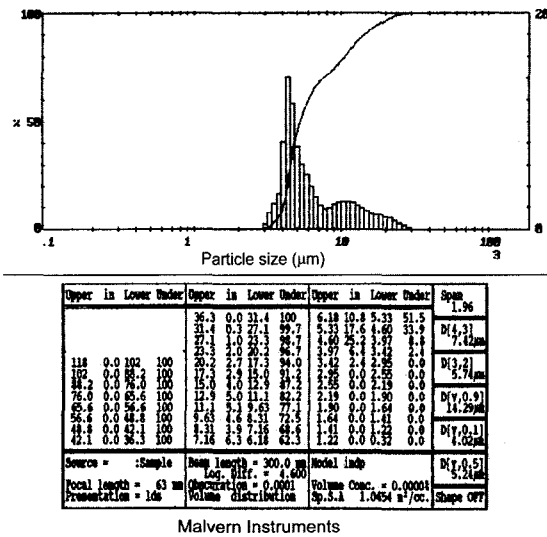 100 20
% 50
0 0
.1 1 10 100
Particle size (µm) 3
Upper in Lower Under Upper in Lower Under Upper in Lower Under Span
1.96
36.3 0.0 31.4 100 6.18 10.8 5.33 51.5
31.4 0.3 27.1 99.7 5.33 17.6 4.60 33.9 D[4,3]
27.1 1.0 23.3 98.7 4.60 25.2 3.97 8.8 7.42µm
23.3 2.0 20.2 96.7 3.97 6.4 3.42 2.4
118 0.0 102 100 20.2 2.7 17.3 94.0 3.42 2.4 2.95 0.0 D[3,2]
102 0.0 88.2 100 17.3 2.9 15.0 91.2 2.95 0.0 2.55 0.0 5.74µm
88.2 0.0 76.0 100 15.0 4.0 12.9 87.2 2.55 0.0 2.19 0.0
76.0 0.0 65.6 100 12.9 5.0 11.1 82.2 2.19 0.0 1.90 0.0 D[v,0.9]
65.6 0.0 56.6 100 11.1 5.1 9.63 77.1 1.90 0.0 1.64 0.0 14.29µm
56.6 0.0 48.8 100 9.63 4.6 8.31 72.5 1.64 0.0 1.41 0.0
48.8 0.0 42.1 100 8.31 3.9 7.16 68.6 1.41 0.0 1.22 0.0 D[v,0.1]
42.1 0.0 36.3 100 7.16 6.3 6.18 62.3 1.22 0.0 0.32 0.0 4.02µm
Source = :Sample Beam length = 300.0 mm Model indp
Log. Diff. = 4.600 D[v,0.5]
Focal length = 63 mm Obscuration = 0.0001 Volume Conc. = 0.0000% 5.24µm
Presentation = lds Volume distribution Sp.S.A 1.0454 m²/cc. Shape OFF
Malvern Instruments